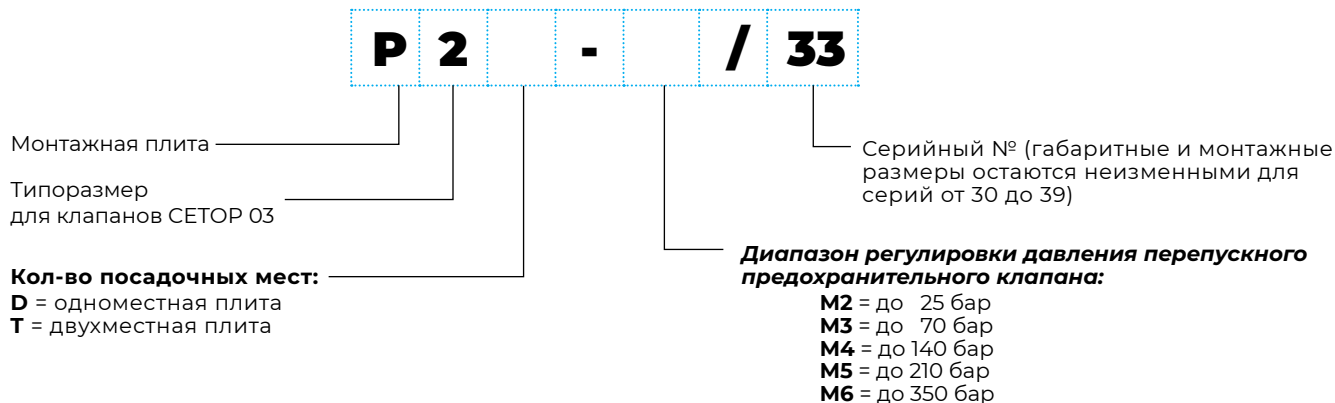 P 2 - / 33
Монтажная плита
Типоразмер
для клапанов CETOP 03
Кол-во посадочных мест:
D = одноместная плита
T = двухместная плита
Серийный № (габаритные и монтажные
размеры остаются неизменными для
серий от 30 до 39)
Диапазон регулировки давления перепускного
предохранительного клапана:
M2 = до 25 бар
M3 = до 70 бар
M4 = до 140 бар
M5 = до 210 бар
M6 = до 350 бар